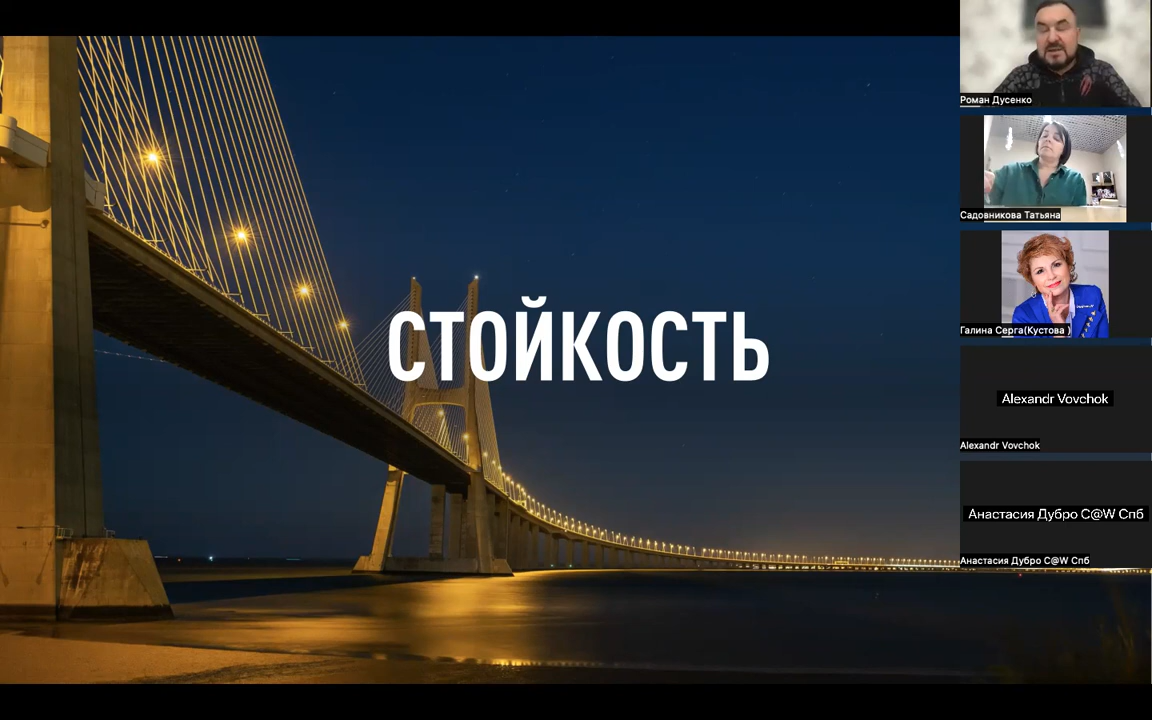 СТОЙКОСТЬ
Роман Дусенко
Садовникова Татьяна
Галина Серга(Кустова )
Alexandr Vovchok
Alexandr Vovchok
Анастасия Дубро С@W Спб
Анастасия Дубро С@W Спб